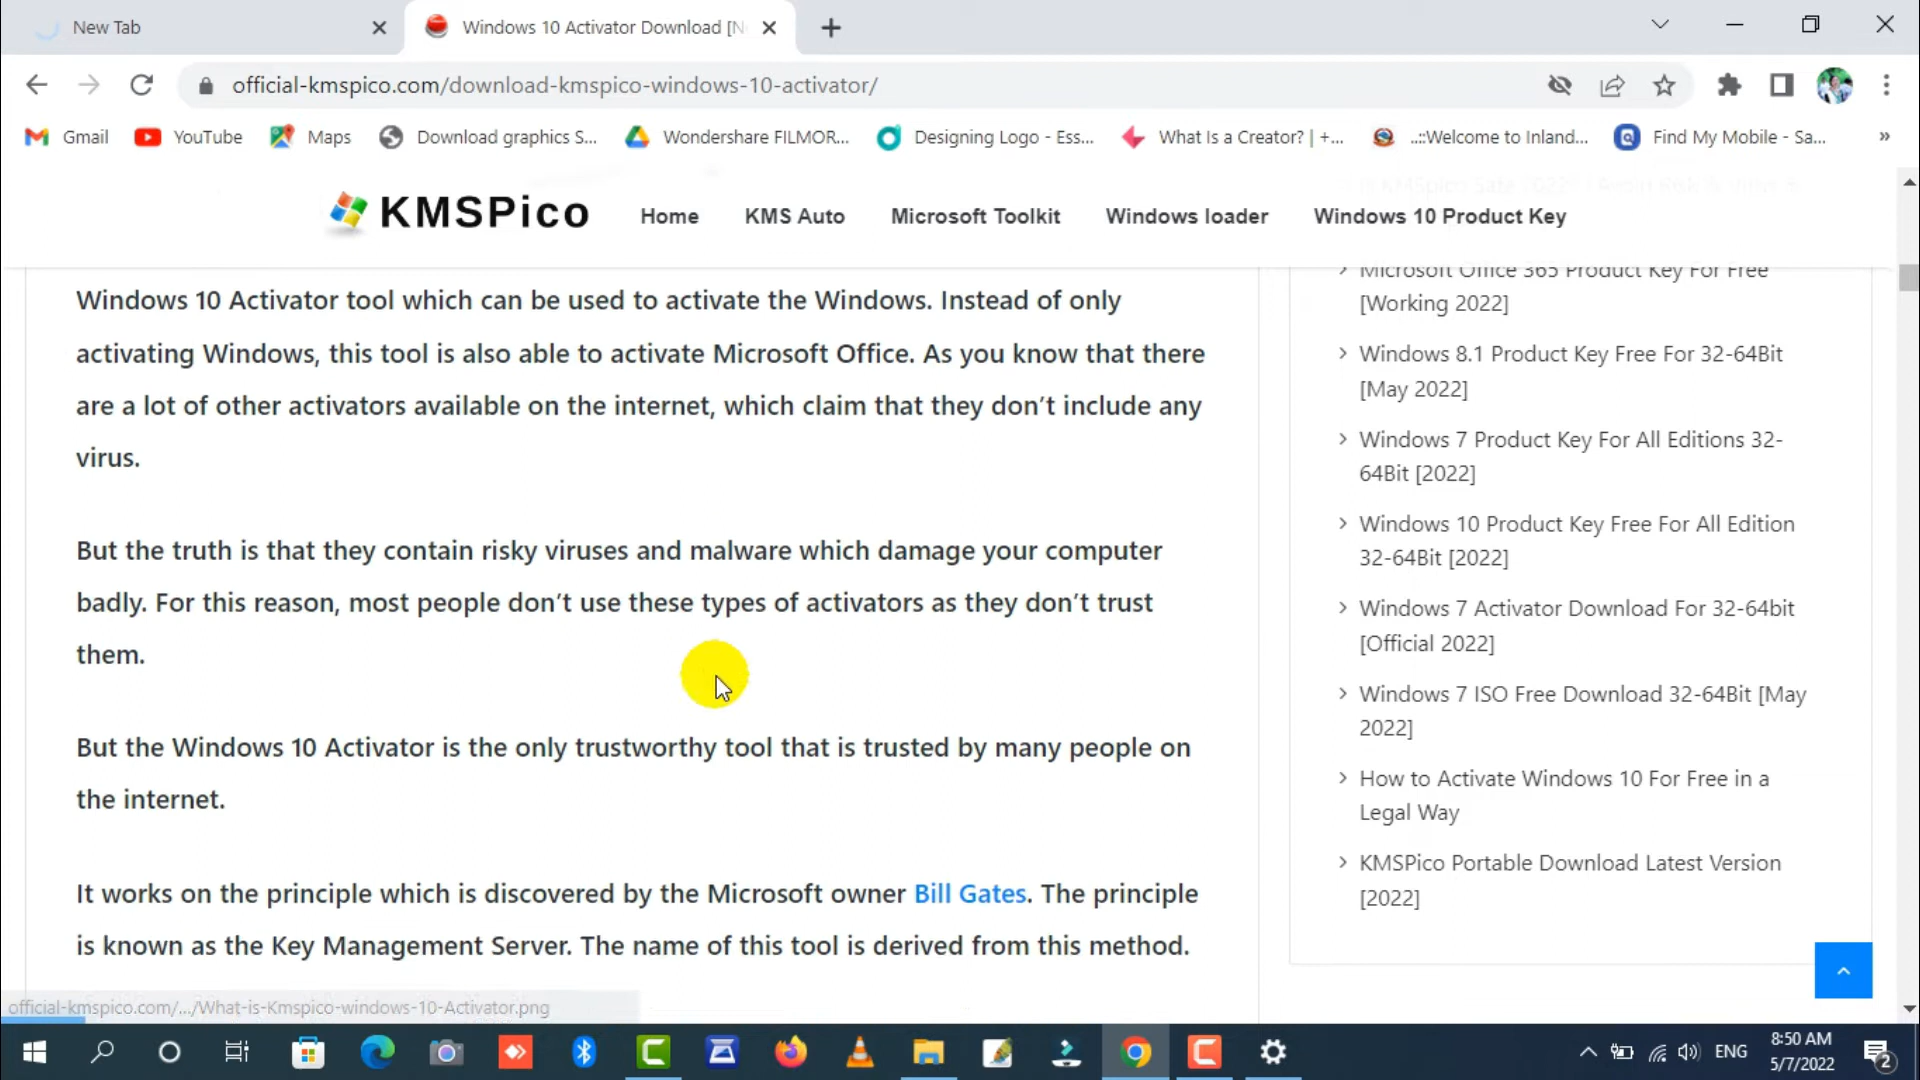 New Tab
Windows 10 Activator Download [N
official-kmspico.com/download-kmspico-windows-10-activator/
Gmail
YouTube
Maps
Download graphics S...
Wondershare FILMOR...
Designing Logo - Ess...
What Is a Creator? | +...
..::Welcome to Inland...
Find My Mobile - Sa...
»
KMSPico
Home
KMS Auto
Microsoft Toolkit
Windows loader
Windows 10 Product Key
Windows 10 Activator tool which can be used to activate the Windows. Instead of only
activating Windows, this tool is also able to activate Microsoft Office. As you know that there
are a lot of other activators available on the internet, which claim that they don't include any
virus.
But the truth is that they contain risky viruses and malware which damage your computer
badly. For this reason, most people don't use these types of activators as they don't trust
them.
But the Windows 10 Activator is the only trustworthy tool that is trusted by many people on
the internet.
It works on the principle which is discovered by the Microsoft owner Bill Gates. The principle
is known as the Key Management Server. The name of this tool is derived from this method.
Microsoft Office 365 Product Key For Free
[Working 2022]
Windows 8.1 Product Key Free For 32-64Bit
[May 2022]
Windows 7 Product Key For All Editions 32-
64Bit [2022]
Windows 10 Product Key Free For All Edition
32-64Bit [2022]
Windows 7 Activator Download For 32-64bit
[Official 2022]
Windows 7 ISO Free Download 32-64Bit [May
2022]
How to Activate Windows 10 For Free in a
Legal Way
KMSPico Portable Download Latest Version
[2022]
official-kmspico.com/.../What-is-Kmspico-windows-10-Activator.png
ENG
8:50 AM
5/7/2022
2